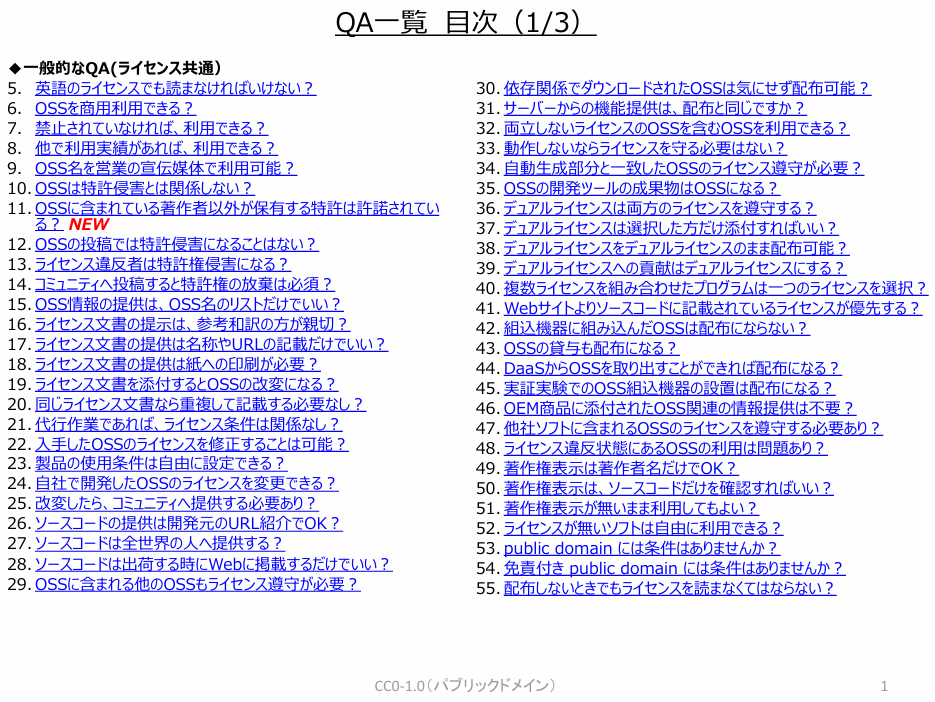 QA一覧 目次（1/3）
◆一般的なQA(ライセンス共通）
5. 英語のライセンスでも読まなければいけない？
6. OSSを商用利用できる？
7. 禁止されていなければ、利用できる？
8. 他で利用実績があれば、利用できる？
9. OSS名を営業の宣伝媒体で利用可能？
10. OSSは特許侵害とは関係しない？
11. OSSに含まれている著作者以外が保有する特許は許諾されてい
る？ NEW
12. OSSの投稿では特許侵害になることはない？
13. ライセンス違反者は特許権侵害になる？
14. コミュニティへ投稿すると特許権の放棄は必須？
15. OSS情報の提供は、OSS名のリストだけでいい？
16. ライセンス文書の提示は、参考和訳の方が親切？
17. ライセンス文書の提供は名称やURLの記載だけでいい？
18. ライセンス文書の提供は紙への印刷が必要？
19. ライセンス文書を添付するとOSSの改変になる？
20. 同じライセンス文書なら重複して記載する必要なし？
21. 代行作業であれば、ライセンス条件は関係なし？
22. 入手したOSSのライセンスを修正することは可能？
23. 製品の使用条件は自由に設定できる？
24. 自社で開発したOSSのライセンスを変更できる？
25. 改変したら、コミュニティへ提供する必要あり？
26. ソースコードの提供は開発元のURL紹介でOK？
27. ソースコードは全世界の人へ提供する？
28. ソースコードは出荷する時にWebに掲載するだけでいい？
29. OSSに含まれる他のOSSもライセンス遵守が必要？
30. 依存関係でダウンロードされたOSSは気にせず配布可能？
31. サーバーからの機能提供は、配布と同じですか？
32. 両立しないライセンスのOSSを含むOSSを利用できる？
33. 動作しないならライセンスを守る必要はない？
34. 自動生成部分と一致したOSSのライセンス遵守が必要？
35. OSSの開発ツールの成果物はOSSになる？
36. デュアルライセンスは両方のライセンスを遵守する？
37. デュアルライセンスは選択した方だけ添付すればいい？
38. デュアルライセンスをデュアルライセンスのまま配布可能？
39. デュアルライセンスへの貢献はデュアルライセンスにする？
40. 複数ライセンスを組み合わせたプログラムは一つのライセンスを選択？
41. Webサイトよりソースコードに記載されているライセンスが優先する？
42. 組込機器に組み込んだOSSは配布にならない？
43. OSSの貸与も配布になる？
44. DaaSからOSSを取り出すことができれば配布になる？
45. 実証実験でのOSS組込機器の設置は配布になる？
46. OEM商品に添付されたOSS関連の情報提供は不要？
47. 他社ソフトに含まれるOSSのライセンスを遵守する必要あり？
48. ライセンス違反状態にあるOSSの利用は問題あり？
49. 著作権表示は著作者名だけでOK？
50. 著作権表示は、ソースコードだけを確認すればいい？
51. 著作権表示が無いまま利用してもよい？
52. ライセンスが無いソフトは自由に利用できる？
53. public domain には条件はありませんか？
54. 免責付き public domain には条件はありませんか？
55. 配布しないときでもライセンスを読まなくてはならない？
CC0-1.0（パブリックドメイン）
1